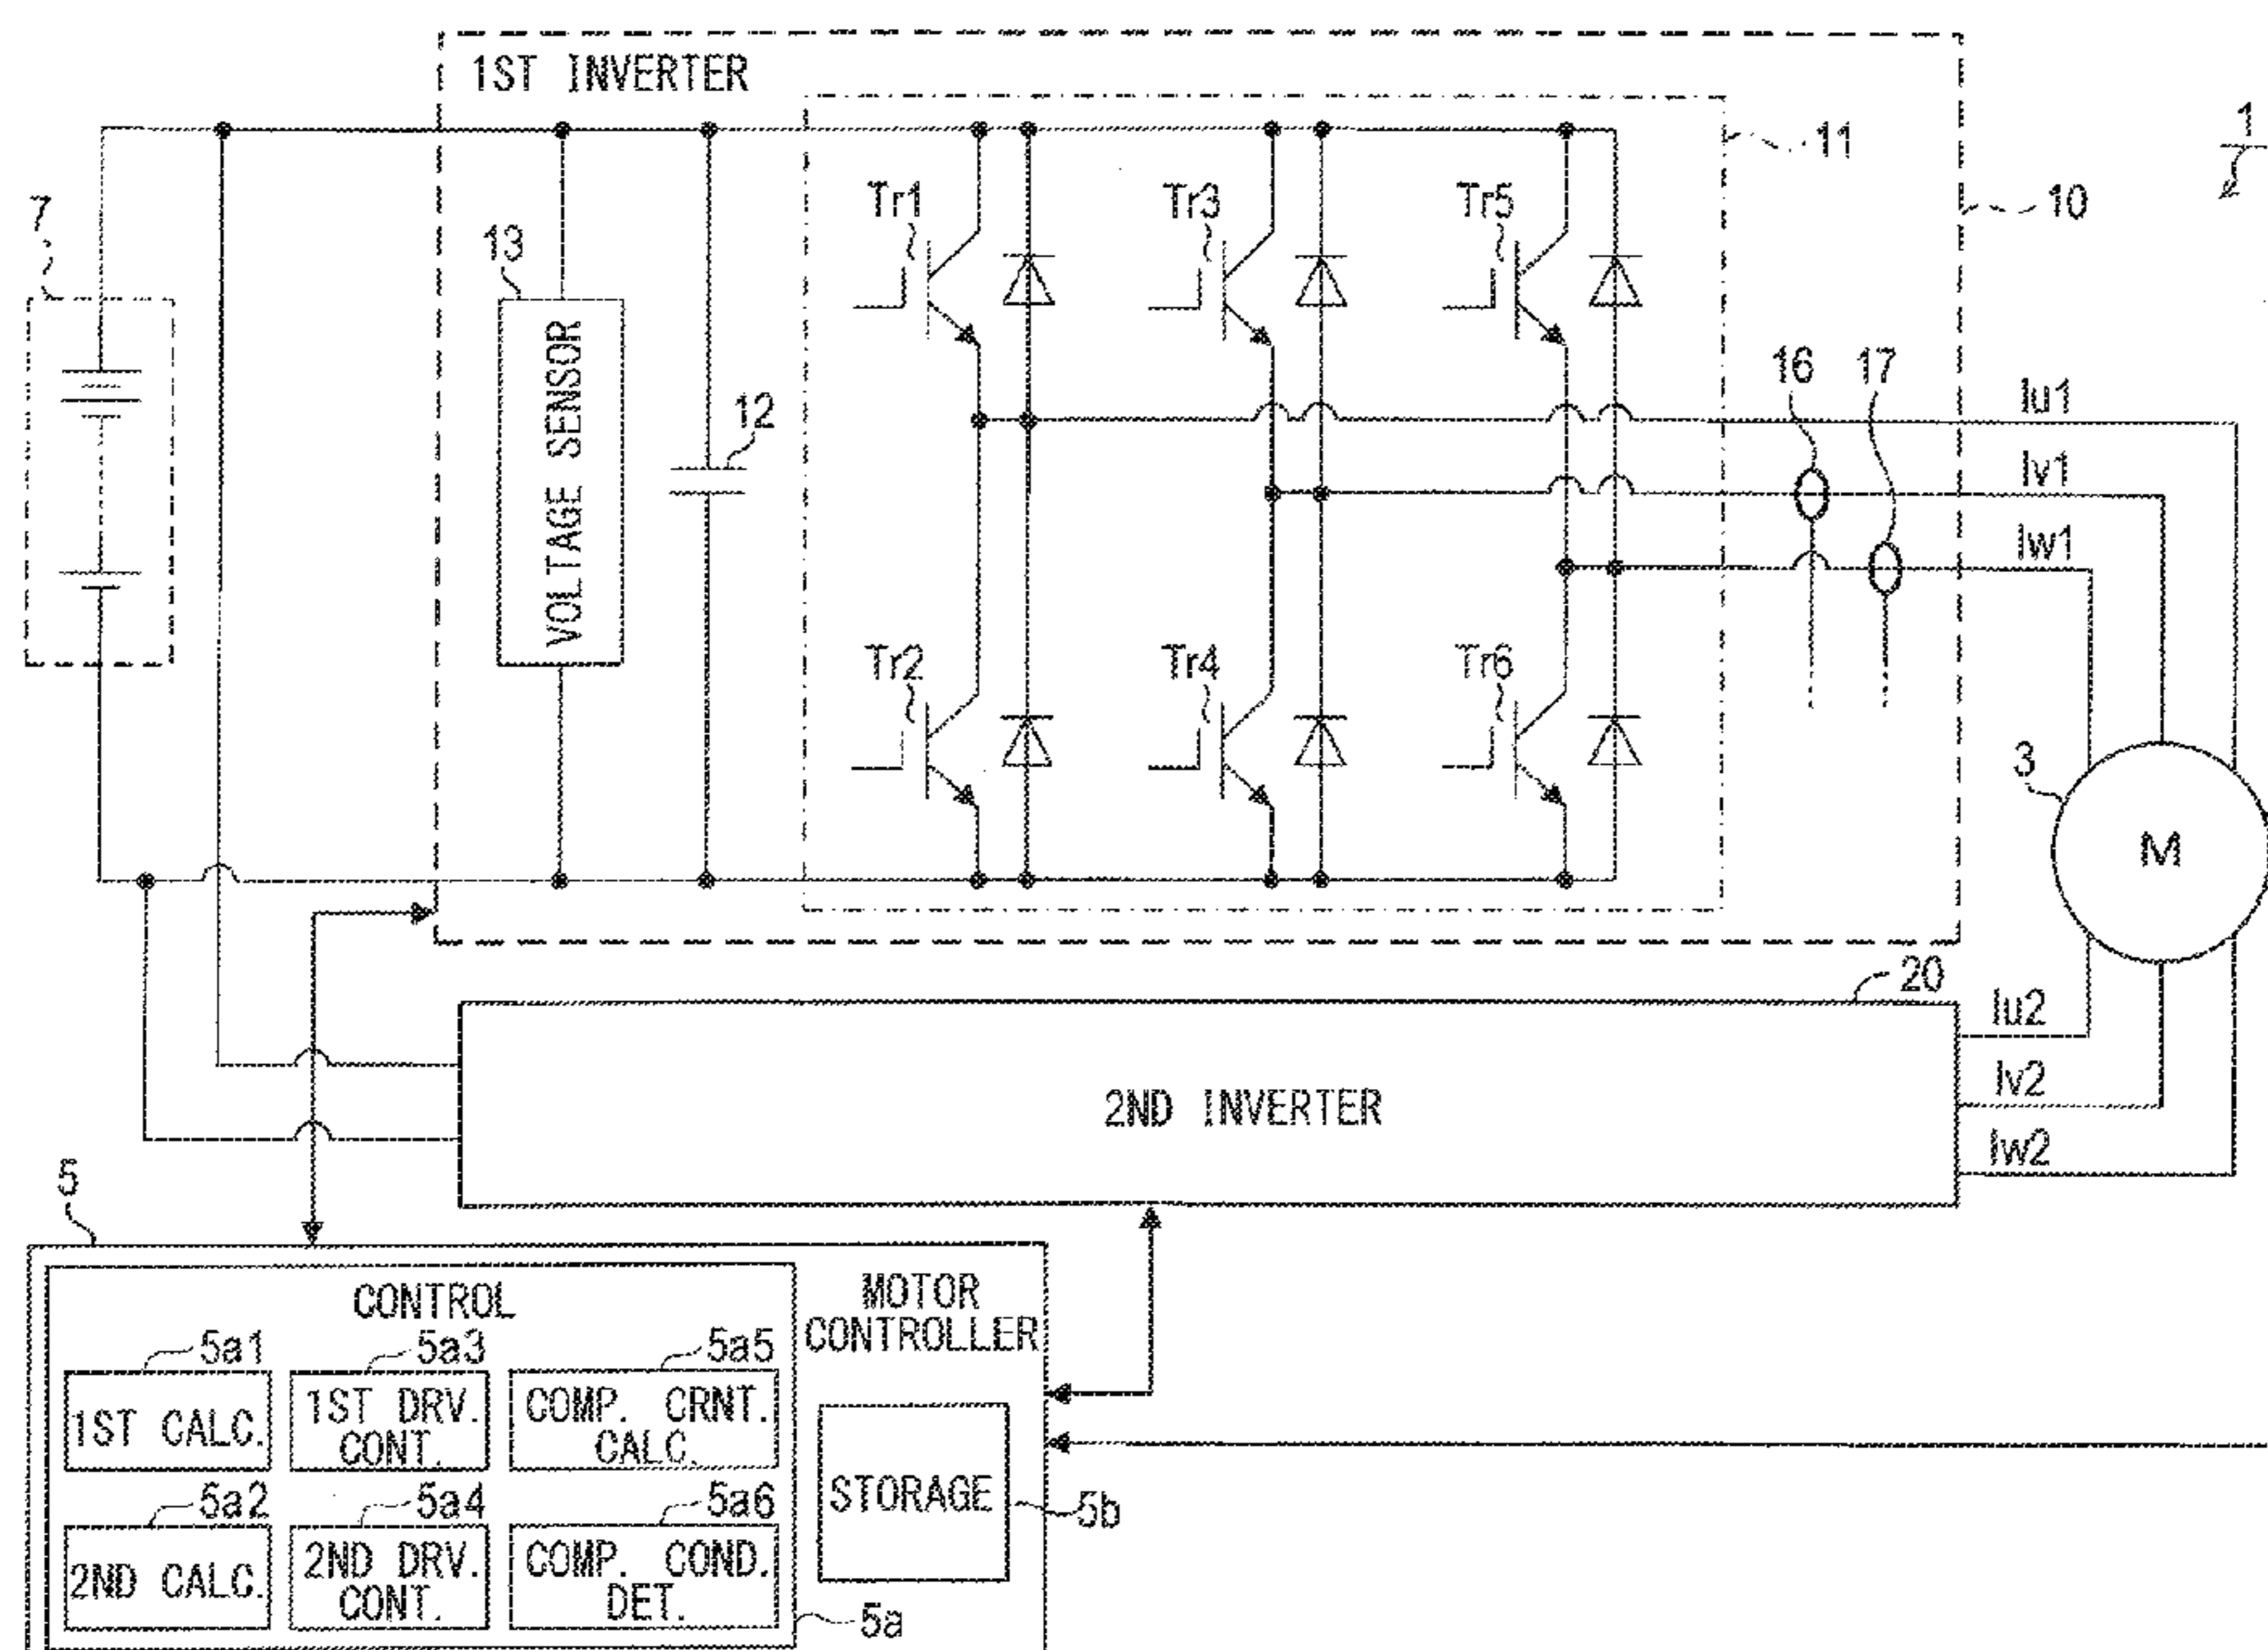 1ST INVERTER
1
11
10
7
13
Tr1
Tr3
Tr5
VOLTAGE SENSOR
12
16
17
Iu1
Iv1
Iw1
Tr2
Tr4
Tr6
3
M
20
Iu2
2ND INVERTER
Iv2
Iw2
5
CONTROL
MOTOR
CONTROLLER
5a1
5a3
5a5
1ST CALC.
1ST DRV.
CONT.
COMP. CRNT.
CALC.
5a2
5a4
5a6
STORAGE
5b
2ND CALC.
2ND DRV.
CONT.
COMP. COND.
DET.
5a